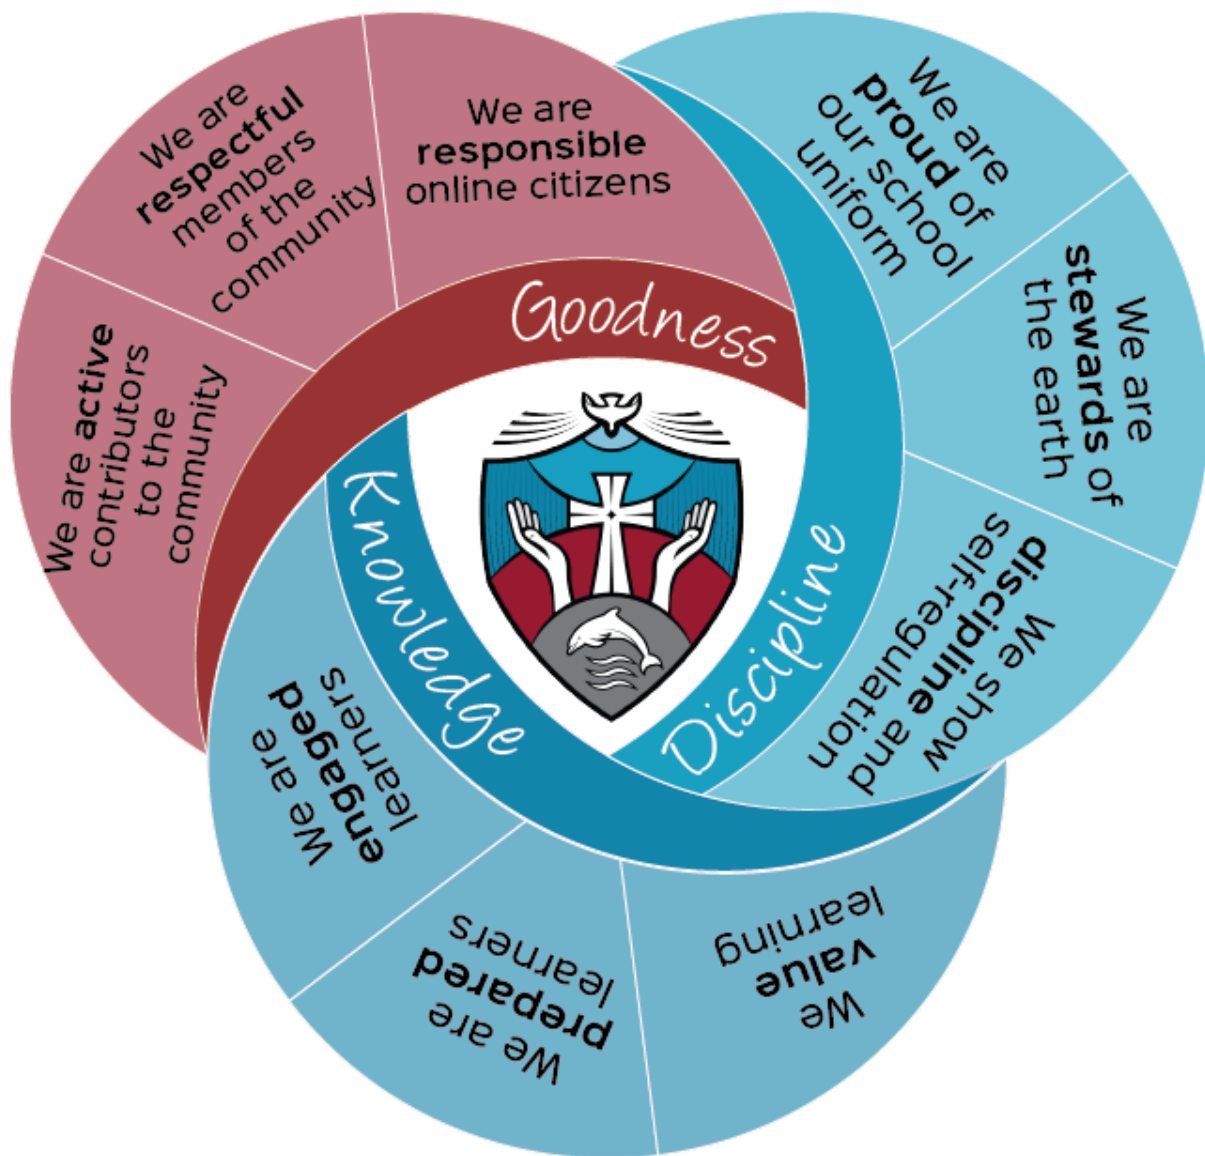 We are
respectful
members
of the
community
We are
responsible
online citizens
We are active
contributors
to the
community
Goodness
We are
proud of
our school
uniform
We are
stewards of
the earth
We show
discipline and
self-regulation
Discipline
We are
engaged
learners
We are
prepared
learners
We
value
learning
Knowledge